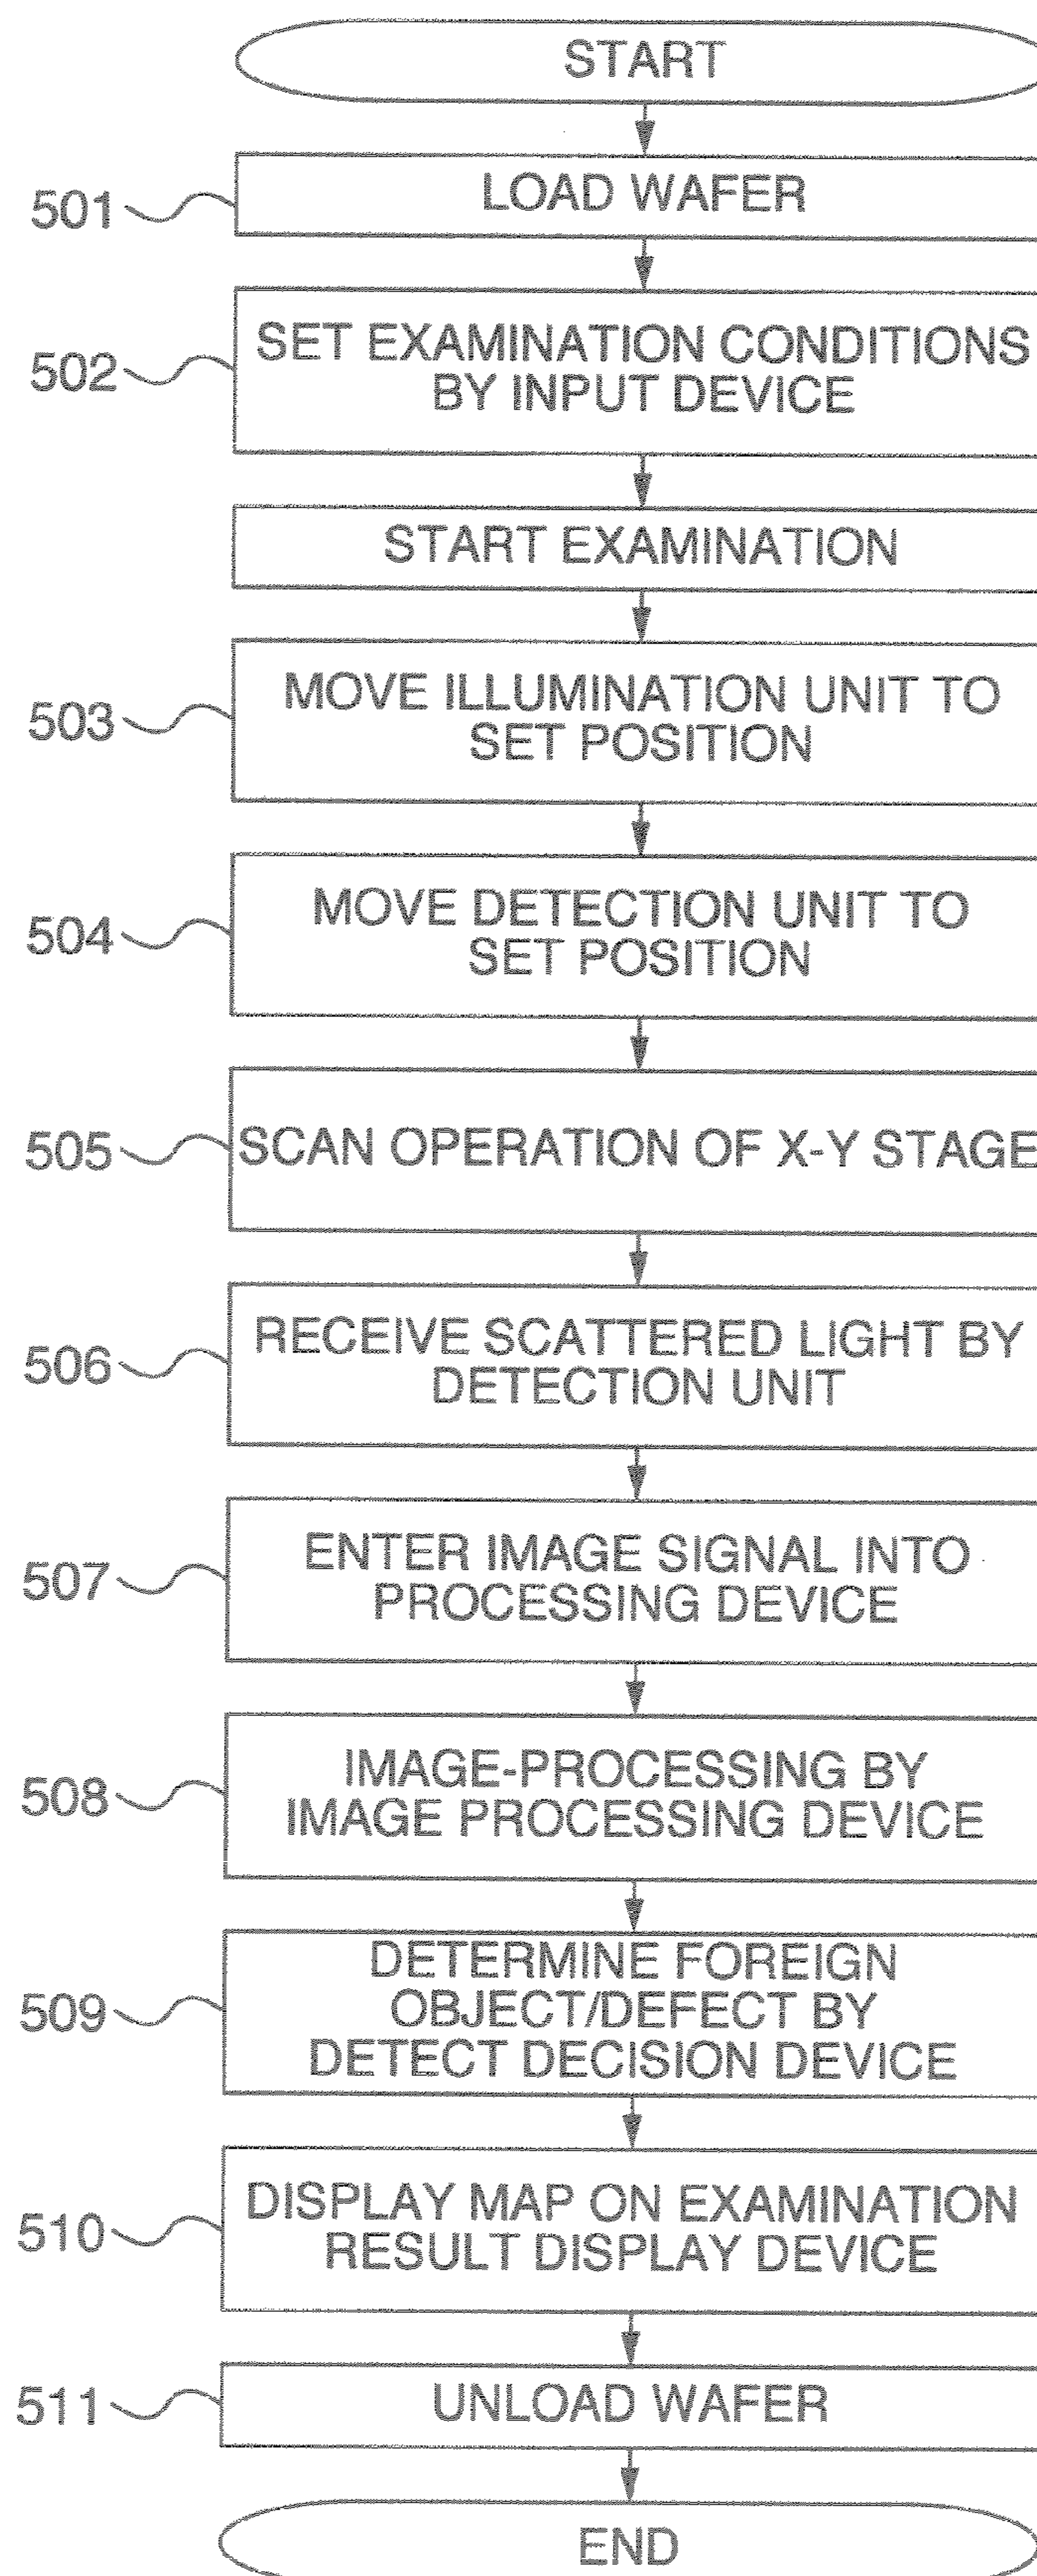 START
501
LOAD WAFER
502
SET EXAMINATION CONDITIONS
BY INPUT DEVICE
START EXAMINATION
503
MOVE ILLUMINATION UNIT TO
SET POSITION
504
MOVE DETECTION UNIT TO
SET POSITION
505
SCAN OPERATION OF X-Y STAGE
506
RECEIVE SCATTERED LIGHT BY
DETECTION UNIT
507
ENTER IMAGE SIGNAL INTO
PROCESSING DEVICE
508
IMAGE-PROCESSING BY
IMAGE PROCESSING DEVICE
509
DETERMINE FOREIGN
OBJECT/DEFECT BY
DETECT DECISION DEVICE
510
DISPLAY MAP ON EXAMINATION
RESULT DISPLAY DEVICE
511
UNLOAD WAFER
END